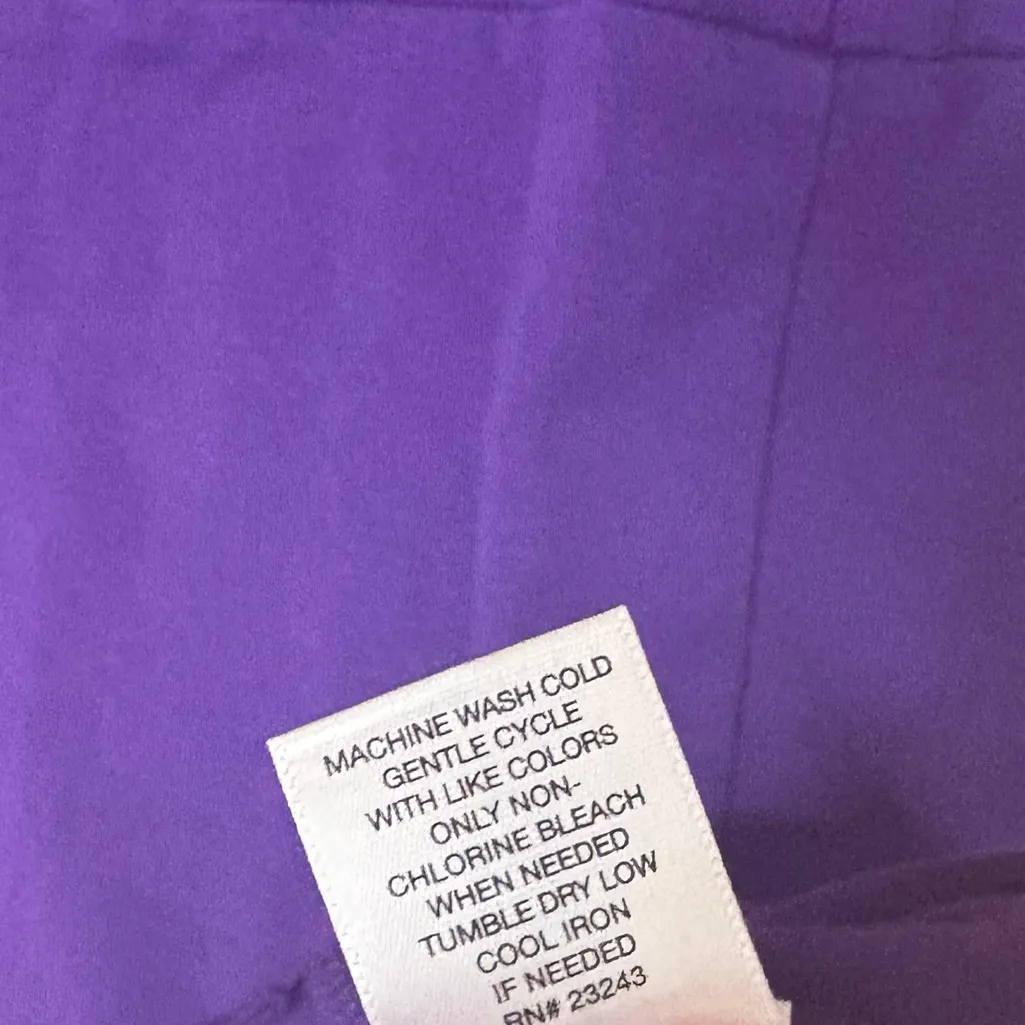 MACHINE WASH COLD
GENTLE CYCLE
WITH LIKE COLORS
ONLY NON-
CHLORINE BLEACH
WHEN NEEDED
TUMBLE DRY LOW
COOL IRON
IF NEEDED
RN# 23243